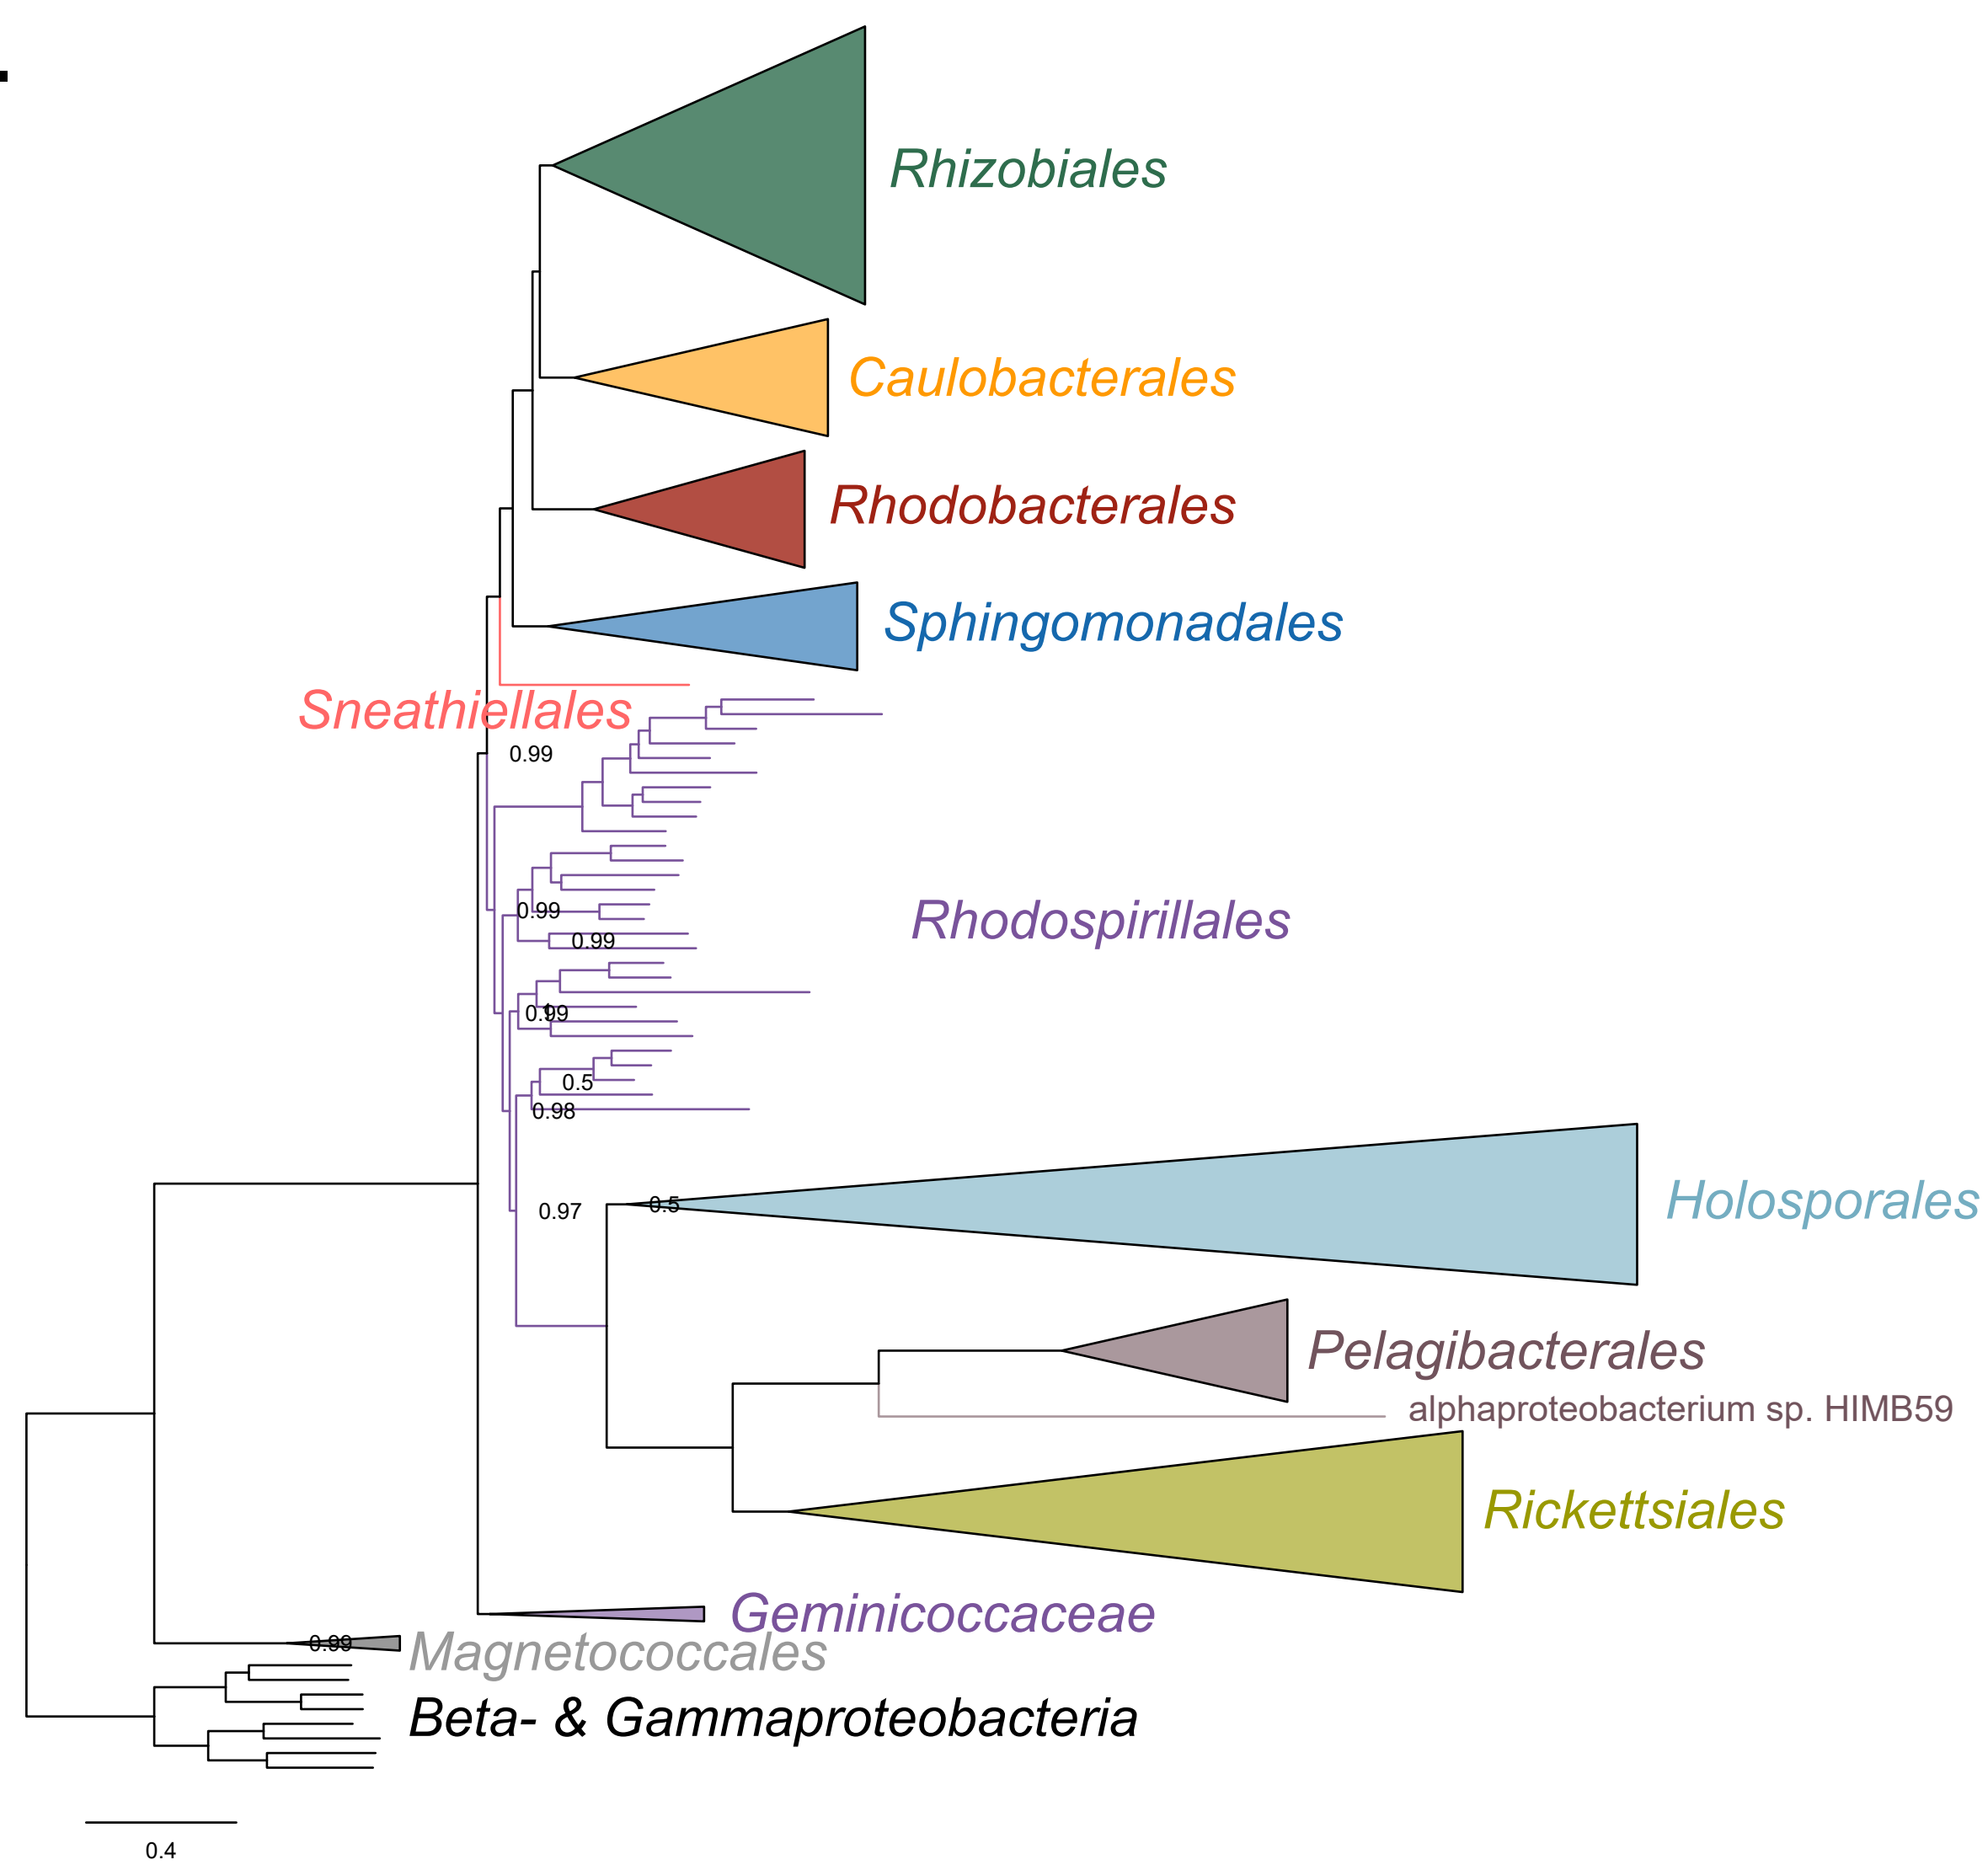 Rhizobiales
Caulobacterales
Rhodobacterales
Sphingomonadales
Sneathiellales
0.99
Rhodospirillales
0.99
0.99
0.99
0.5
0.98
Holosporales
0.5
0.97
Pelagibacterales
alphaproteobacterium sp. HIMB59
Rickettsiales
Geminicoccaceae
0.99
Magnetococcales
Beta- & Gammaproteobacteria
0.4